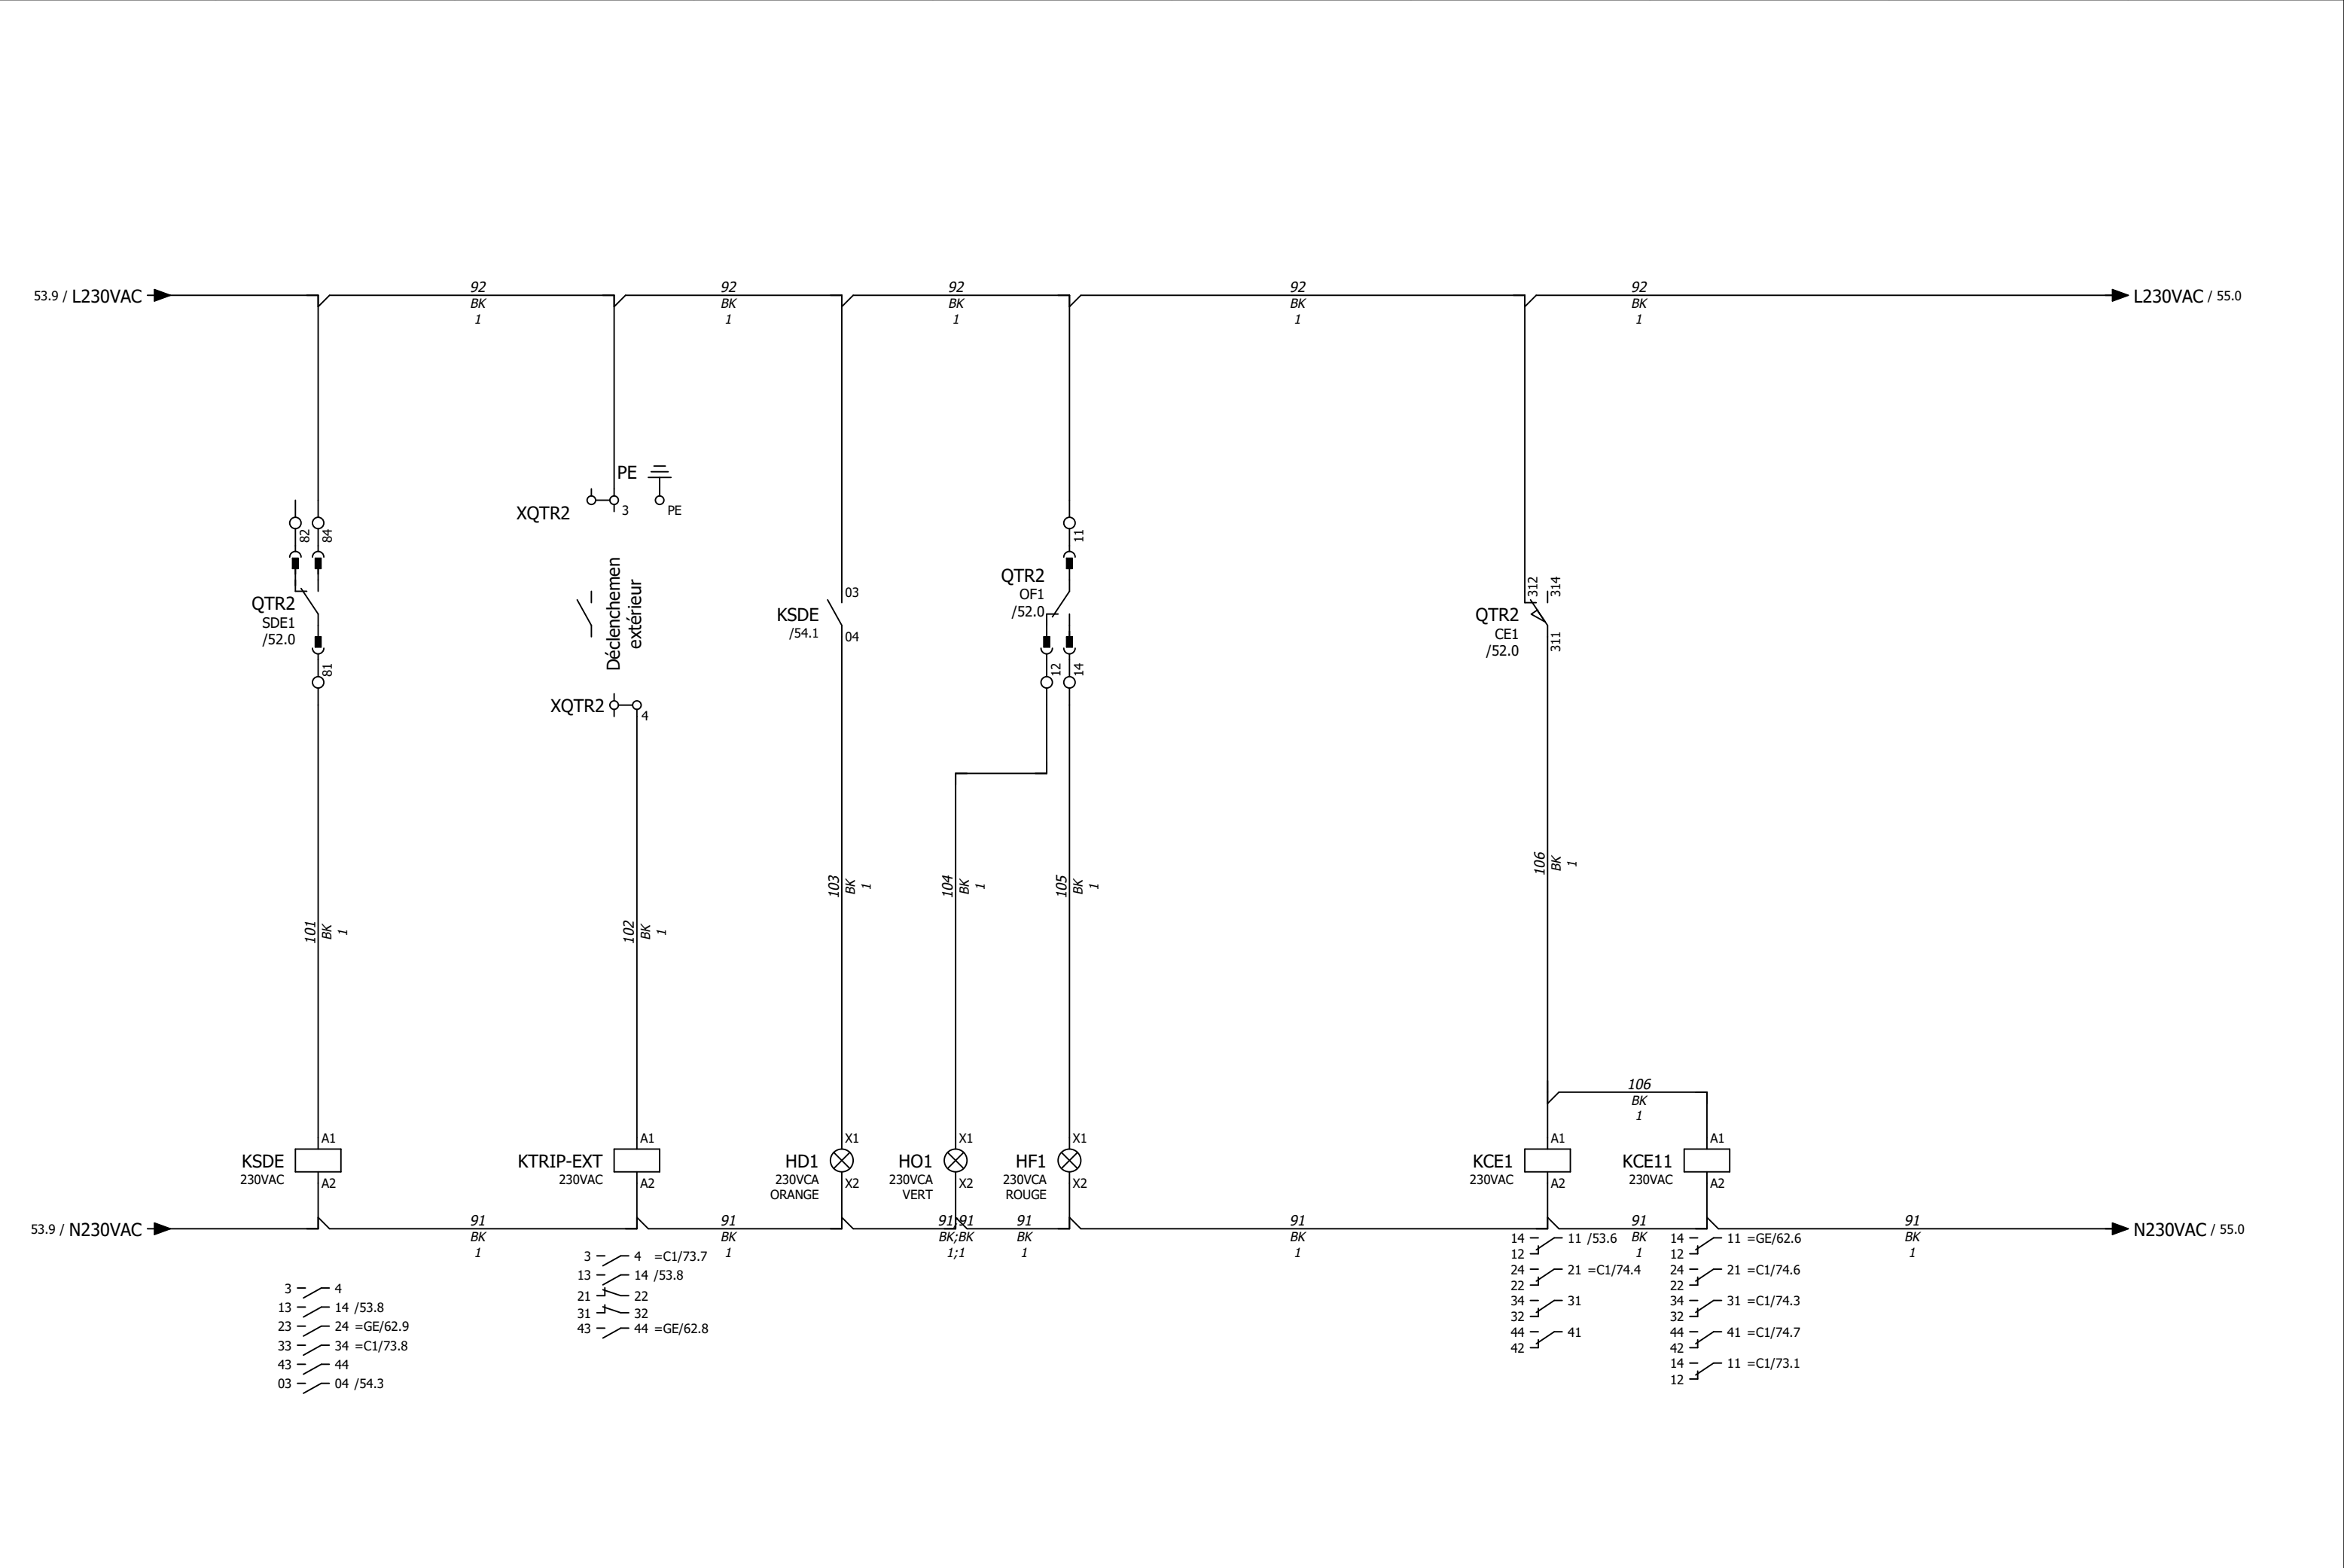 53.9 / L230VAC
92
BK
1
92
BK
1
92
BK
1
92
BK
1
92
BK
1
L230VAC / 55.0
82
84
QTR2
SDE1
/52.0
81
101
BK
1
KSDE
230VAC
A1
A2
PE
XQTR2
3
PE
Déclenchemen
extérieur
XQTR2
4
102
BK
1
KTRIP-EXT
230VAC
A1
A2
KSDE
/54.1
03
04
103
BK
1
HD1
230VCA
ORANGE
X1
X2
11
QTR2
OF1
/52.0
12
14
104
BK
1
105
BK
1
HO1
230VCA
VERT
X1
X2
HF1
230VCA
ROUGE
X1
X2
312
314
QTR2
CE1
/52.0
311
106
BK
1
106
BK
1
KCE1
230VAC
A1
A2
KCE11
230VAC
A1
A2
53.9 / N230VAC
91
BK
1
91
BK
1
91 91
BK;BK
1;1
91
BK
1
91
BK
1
91
BK
1
91
BK
1
N230VAC / 55.0
3 4
13 14 /53.8
23 24 =GE/62.9
33 34 =C1/73.8
43 44
03 04 /54.3
3 4 =C1/73.7
13 14 /53.8
21 22
31 32
43 44 =GE/62.8
14 11 /53.6
12
24 21 =C1/74.4
22
34 31
32
44 41
42
14 11 =GE/62.6
12
24 21 =C1/74.6
22
34 31 =C1/74.3
32
44 41 =C1/74.7
42
14 11 =C1/73.1
12